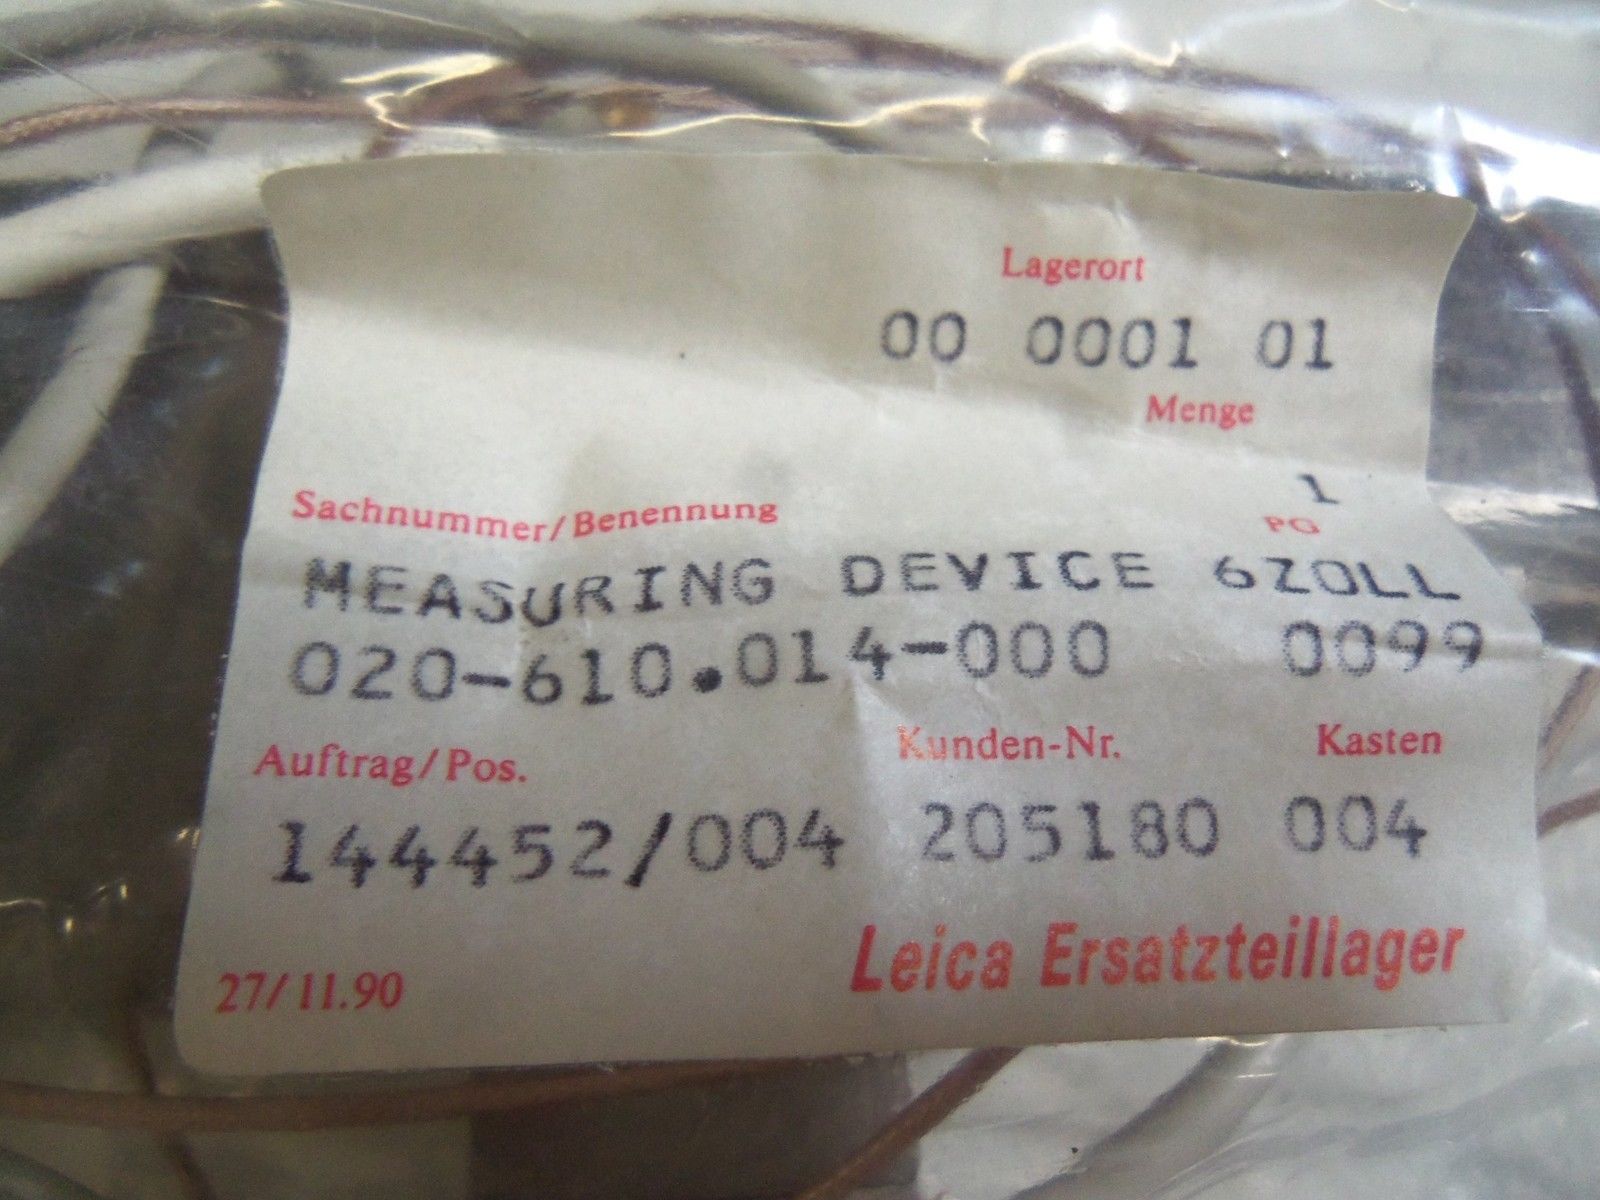 Lagerort
00 0001 01
Menge
1
Sachnummer/Benennung PG
MEASURING DEVICE 6ZOLL
020-610.014-000 0099
Auftrag/Pos. Kunden-Nr. Kasten
144452/004 205180 004
27/11.90 Leica Ersatzteillager